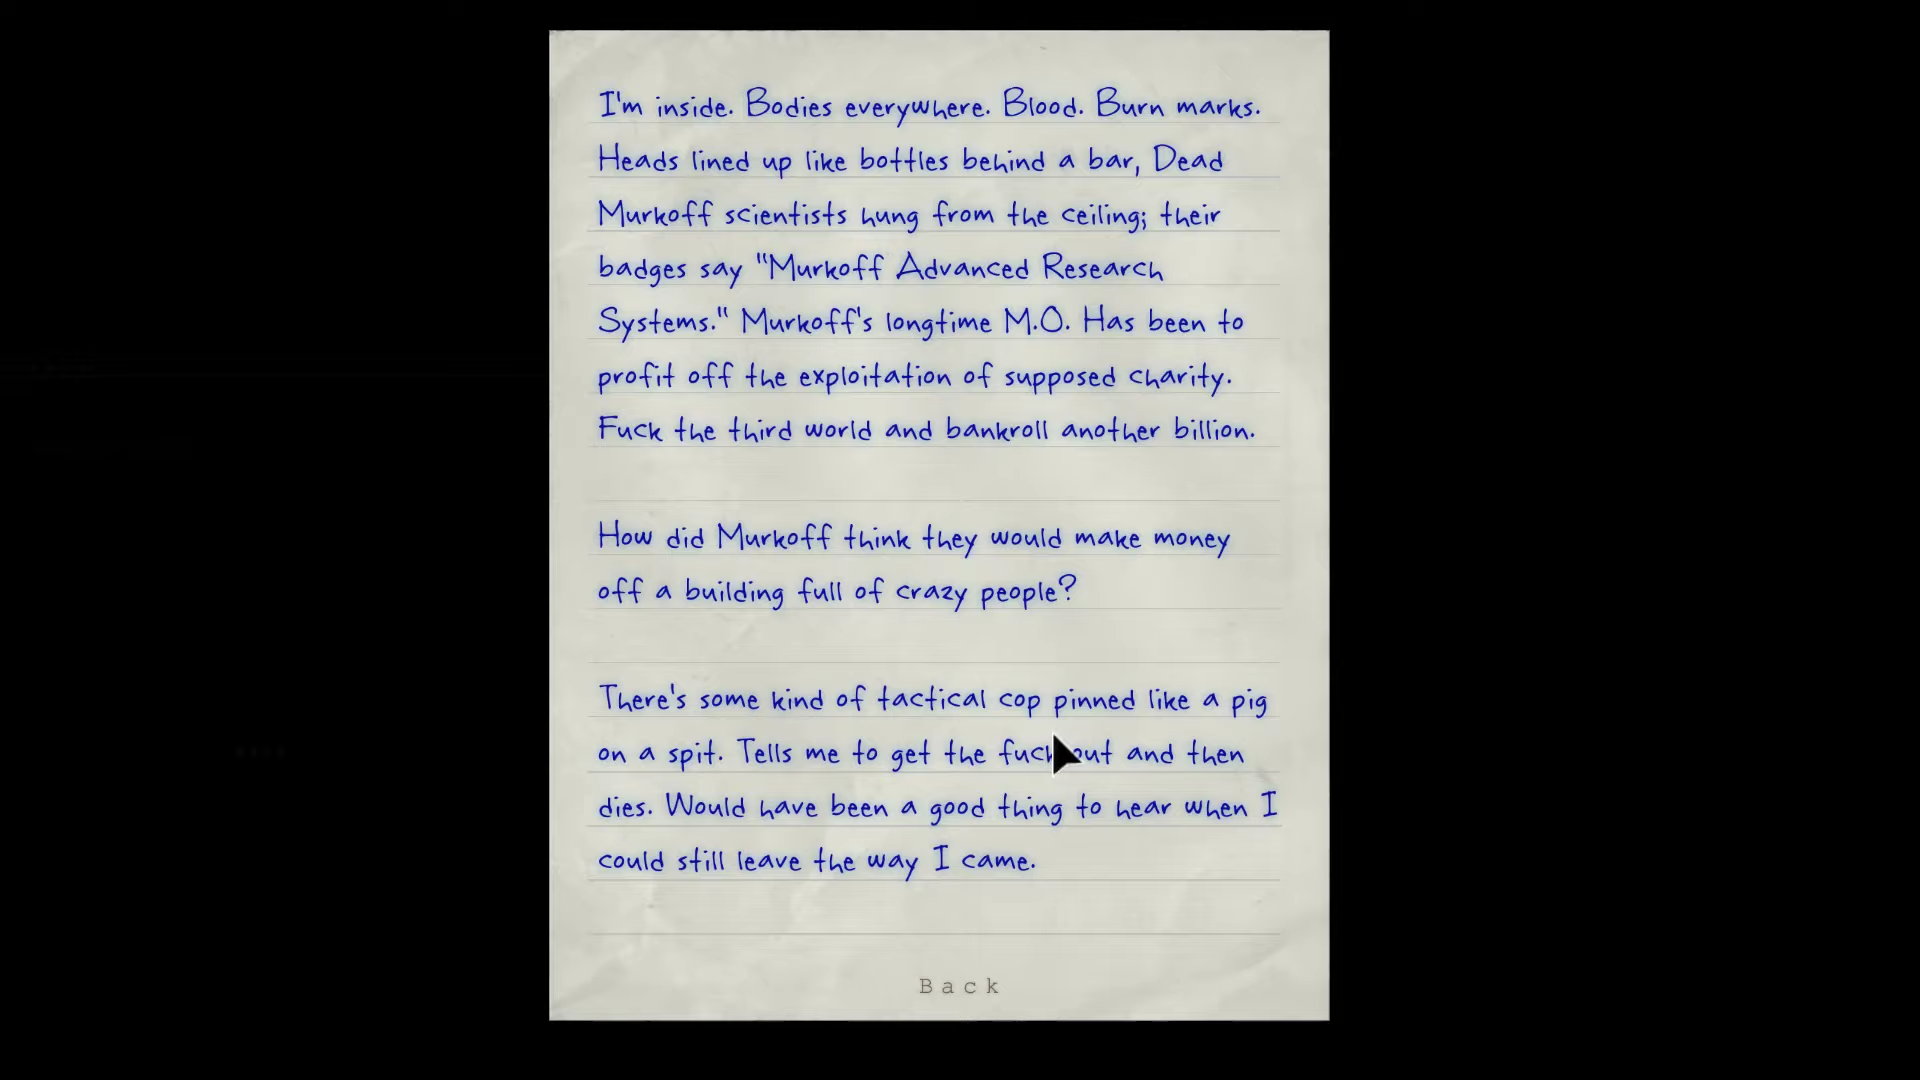 I'm inside. Bodies everywhere. Blood. Burn marks.
Heads lined up like bottles behind a bar, Dead
Murkoff scientists hung from the ceiling; their
badges say "Murkoff Advanced Research
Systems." Murkoff's longtime M.O. Has been to
profit off the exploitation of supposed charity.
Fuck the third world and bankroll another billion.
How did Murkoff think they would make money
off a building full of crazy people?
There's some kind of tactical cop pinned like a pig
on a spit. Tells me to get the fuck out and then
dies. Would have been a good thing to hear when I
could still leave the way I came.
Back